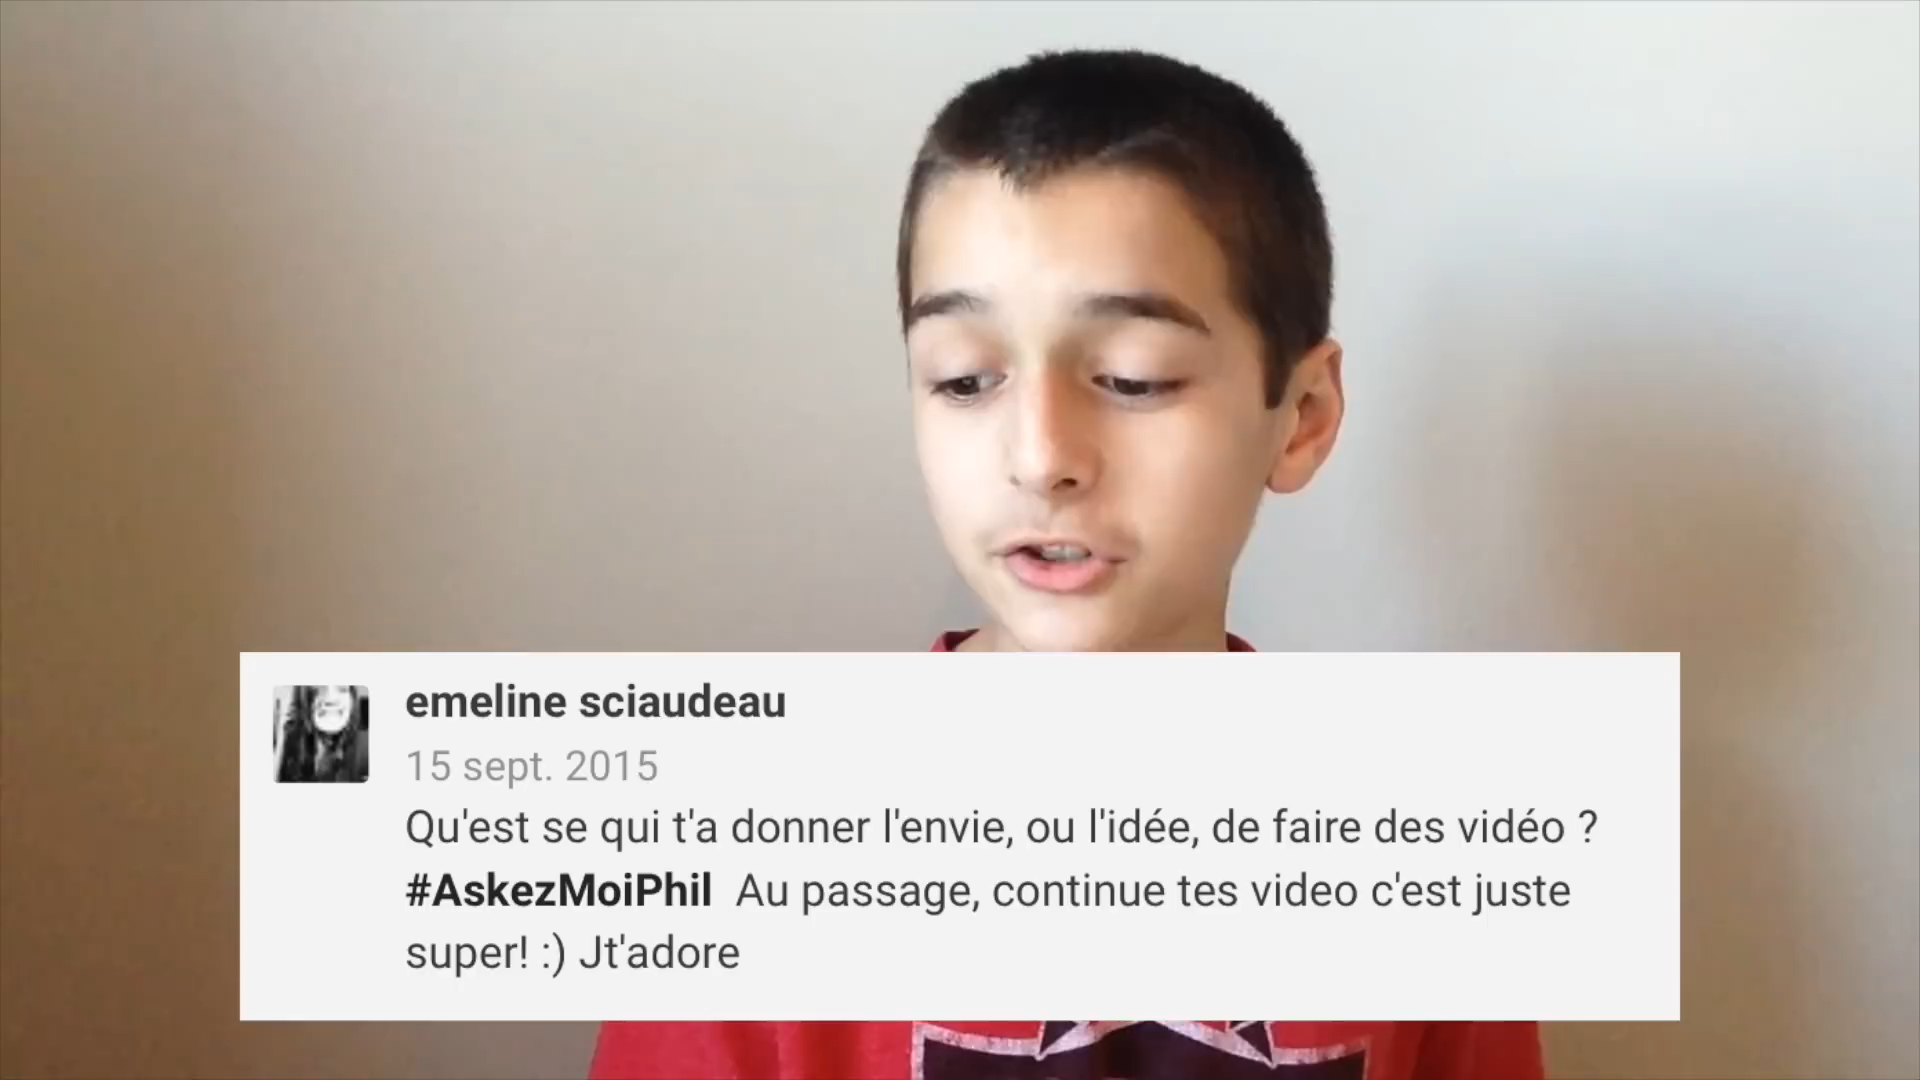 emeline sciaudeau
15 sept. 2015
Qu'est se qui t'a donner l'envie, ou l'idée, de faire des vidéo ?
#AskezMoiPhil Au passage, continue tes video c'est juste
super! :) Jt'adore